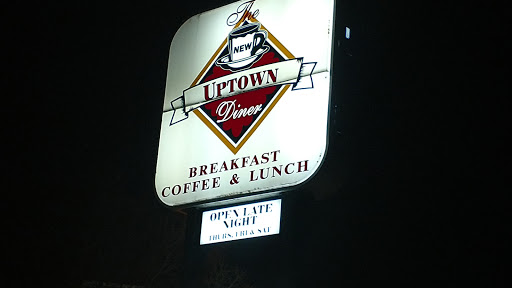 The
NEW
UPTOWN
Diner
BREAKFAST
COFFEE & LUNCH
OPEN LATE
NIGHT
THURS, FRI & SAT